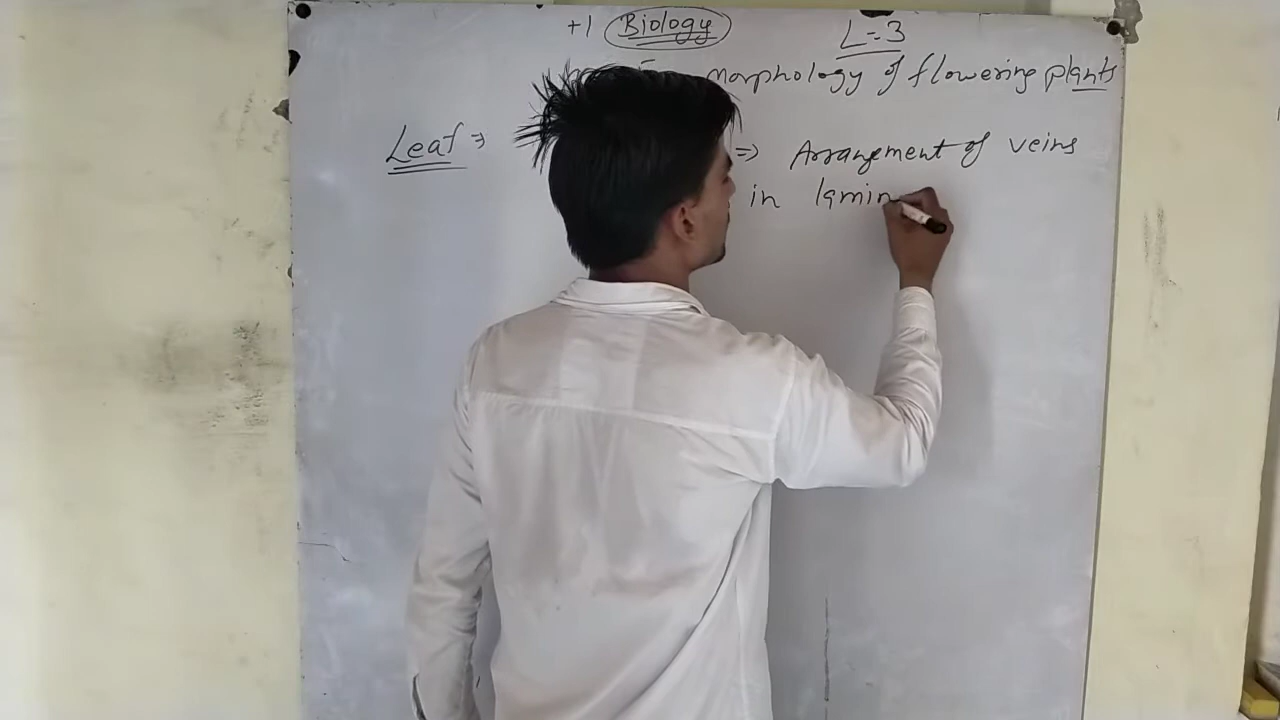 +1 Biology L=3
morphology of flowering plants
Leaf ⇒ ⇒ Arrangement of veins
in lamin